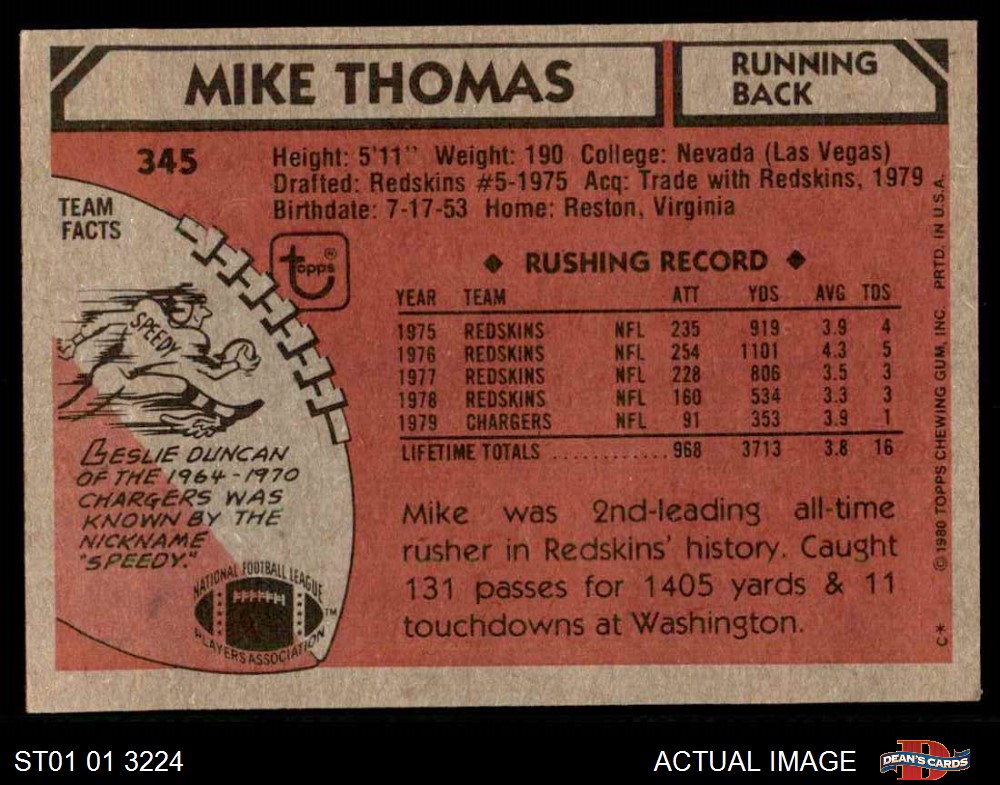 MIKE THOMAS
RUNNING
BACK
345
Height: 5'11" Weight: 190 College: Nevada (Las Vegas)
Drafted: Redskins #5-1975 Acq: Trade with Redskins, 1979
Birthdate: 7-17-53 Home: Reston, Virginia
TEAM
FACTS
topps®
SPEEDY
LESLIE DUNCAN
OF THE 1964-1970
CHARGERS WAS
KNOWN BY THE
NICKNAME
"SPEEDY."
NATIONAL FOOTBALL LEAGUE
PLAYERS ASSOCIATION
TM
◆ RUSHING RECORD ◆
YEAR TEAM ATT YDS AVG TDS
1975 REDSKINS NFL 235 919 3.9 4
1976 REDSKINS NFL 254 1101 4.3 5
1977 REDSKINS NFL 228 806 3.5 3
1978 REDSKINS NFL 160 534 3.3 3
1979 CHARGERS NFL 91 353 3.9 1
LIFETIME TOTALS ............ 968 3713 3.8 16
Mike was 2nd-leading all-time
rusher in Redskins' history. Caught
131 passes for 1405 yards & 11
touchdowns at Washington.
C* © 1980 TOPPS CHEWING GUM, INC. PRTD. IN U.S.A.
ST01 01 3224
ACTUAL IMAGE
D
DEAN'S CARDS